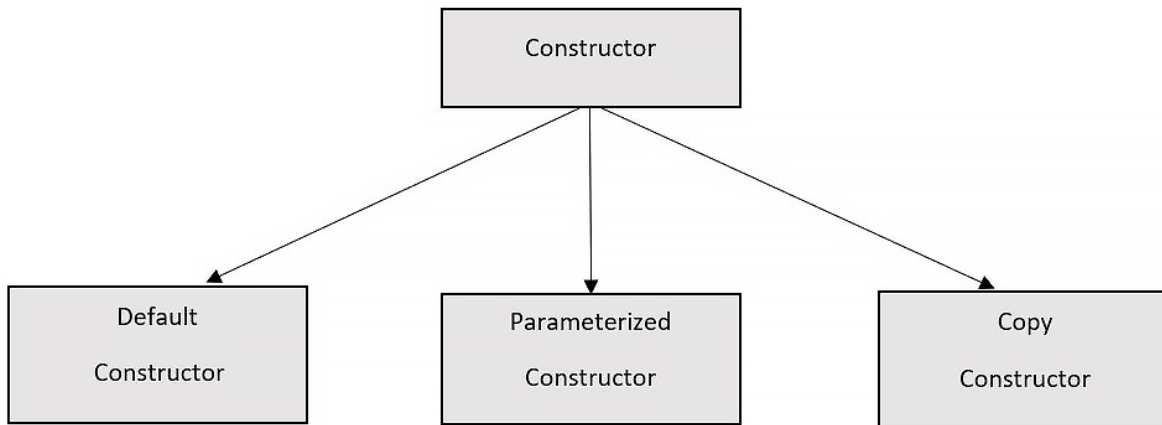 Constructor
Default
Constructor
Parameterized
Constructor
Copy
Constructor